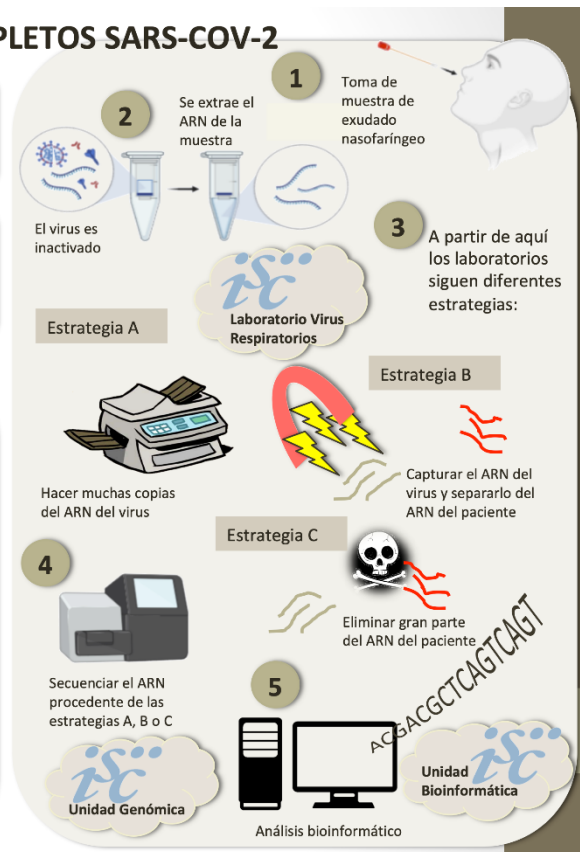 PLETOS SARS-COV-2
1
Toma de
muestra de
exudado
nasofaríngeo
2
Se extrae el
ARN de la
muestra
El virus es
inactivado
3
A partir de aquí
los laboratorios
siguen diferentes
estrategias:
isciii
Laboratorio Virus
Respiratorios
Estrategia A
Hacer muchas copias
del ARN del virus
Estrategia B
Capturar el ARN del
virus y separarlo del
ARN del paciente
Estrategia C
Eliminar gran parte
del ARN del paciente
4
Secuenciar el ARN
procedente de las
estrategias A, B o C
isciii
Unidad Genómica
5
ACGACGCTCAGTCAGT
Análisis bioinformático
isciii
Unidad
Bioinformática